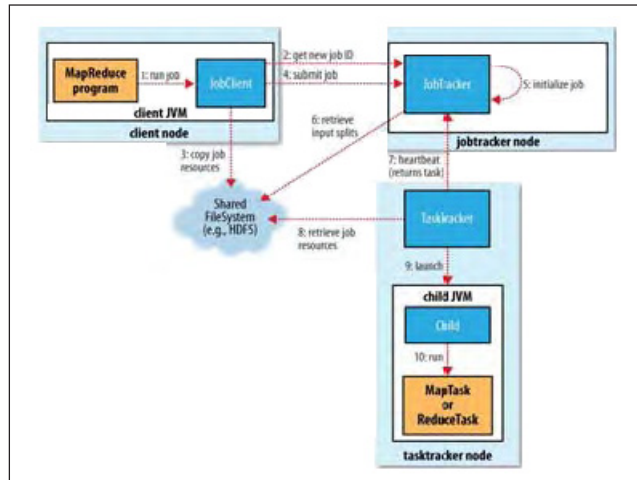 MapReduce
program
1: run job
JobClient
client JVM
client node
2: get new job ID
4: submit job
JobTracker
5: initialize job
jobtracker node
3: copy job
resources
6: retrieve
input splits
7: heartbeat
(returns task)
Shared
FileSystem
(e.g., HDFS)
8: retrieve job
resources
Tasktracker
9: launch
child JVM
Child
10: run
MapTask
or
ReduceTask
tasktracker node